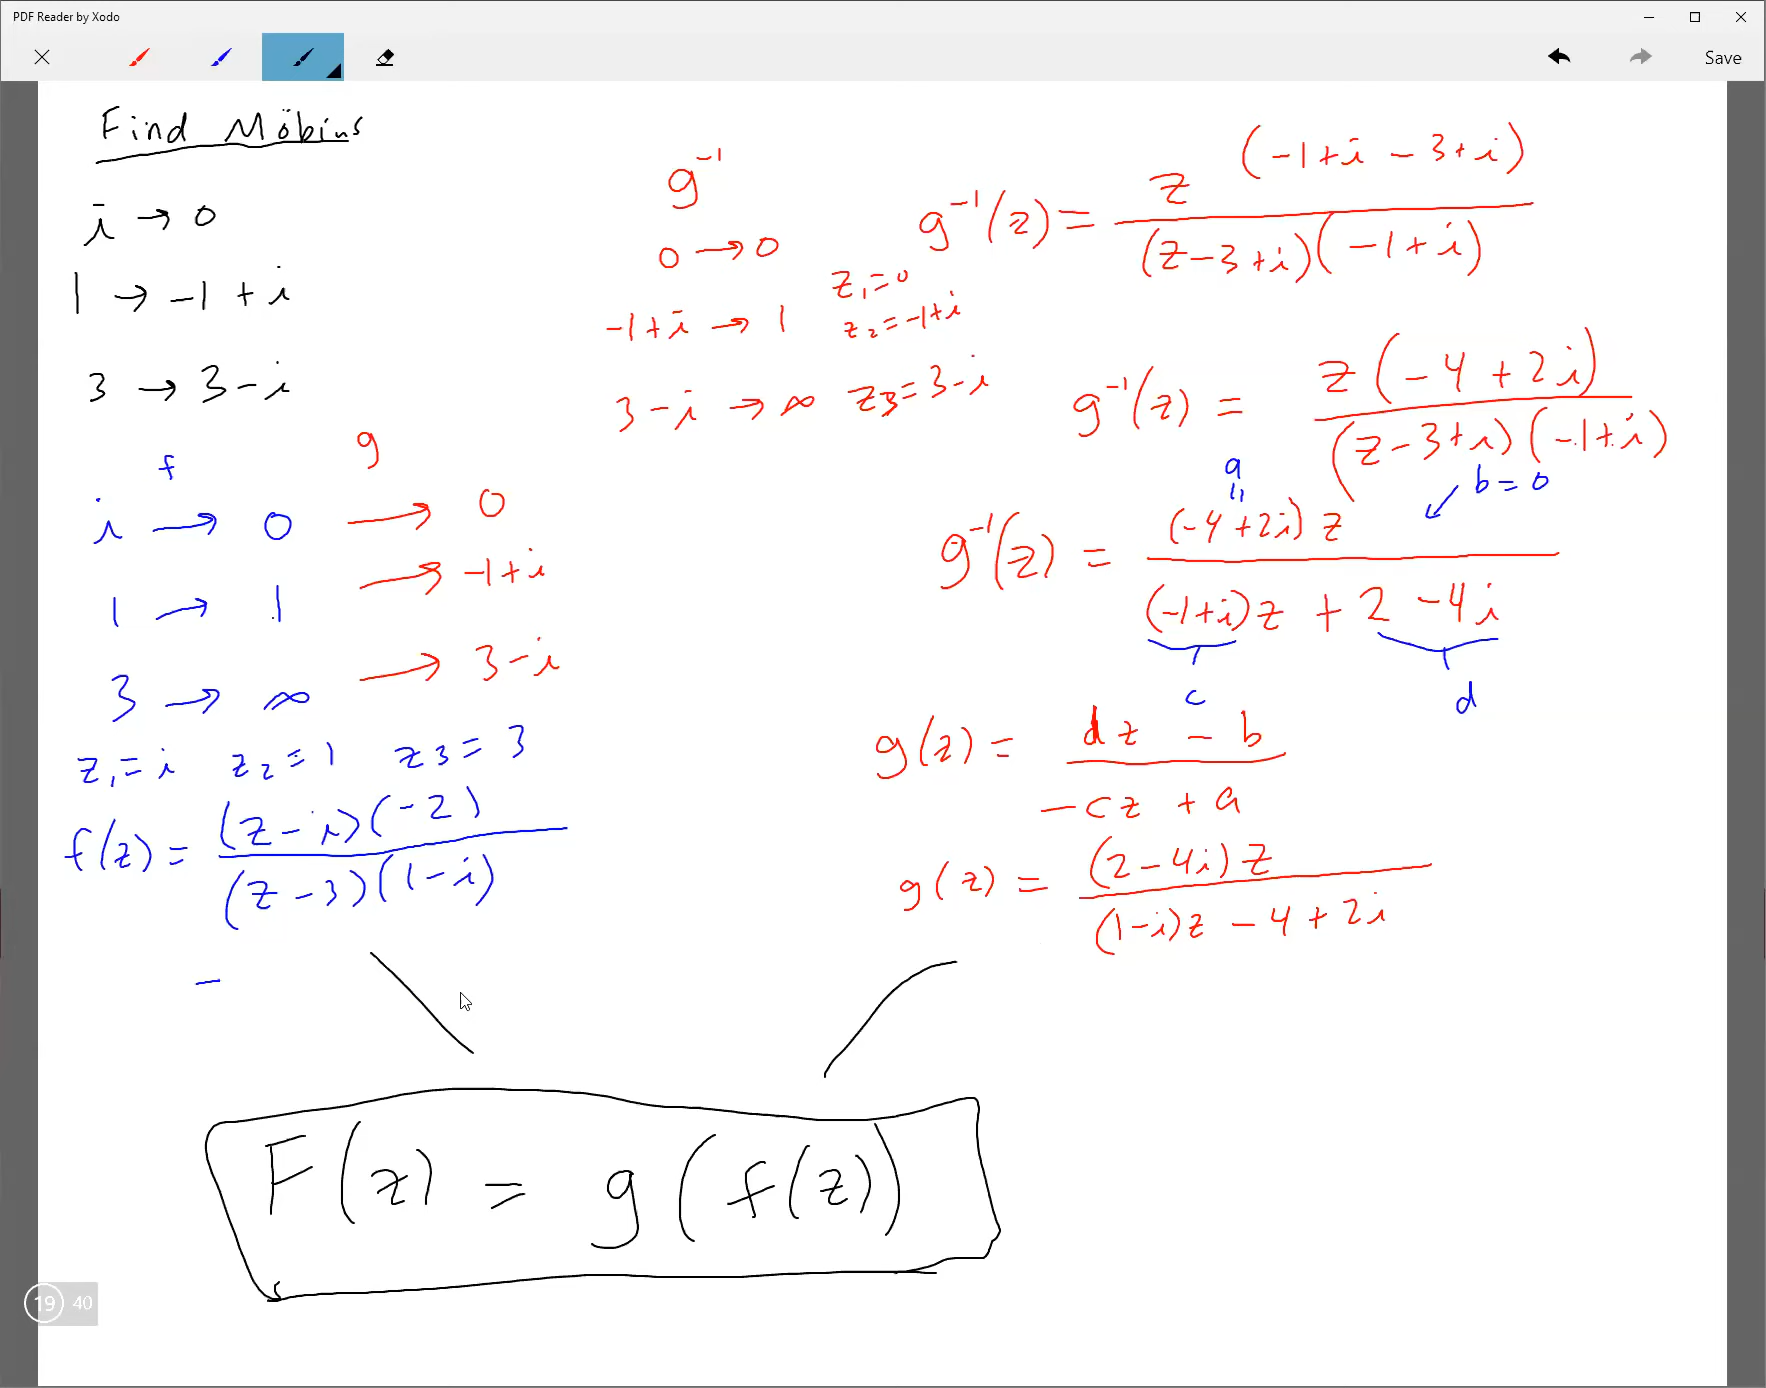 PDF Reader by Xodo
Save
Find Möbius
i → 0
1 → -1 + i
3 → 3 - i
f g
i → 0 → 0
1 → 1 → -1 + i
3 → ∞ → 3 - i
z₁ = i z₂ = 1 z₃ = 3
f(z) = (z - i)(-2) / (z - 3)(1 - i)
-
g⁻¹
0 → 0 z₁ = 0
-1 + i → 1 z₂ = -1 + i
3 - i → ∞ z₃ = 3 - i
g⁻¹(z) = z (-1 + i - 3 + i) / (z - 3 + i)(-1 + i)
g⁻¹(z) = z (-4 + 2i) / (z - 3 + i)(-1 + i)
a = b = 0
g⁻¹(z) = (-4 + 2i) z / (-1 + i) z + 2 - 4i
c d
g(z) = dz - b / -cz + a
g(z) = (2 - 4i) z / (1 - i)z - 4 + 2i
F(z) = g(f(z))
19 40